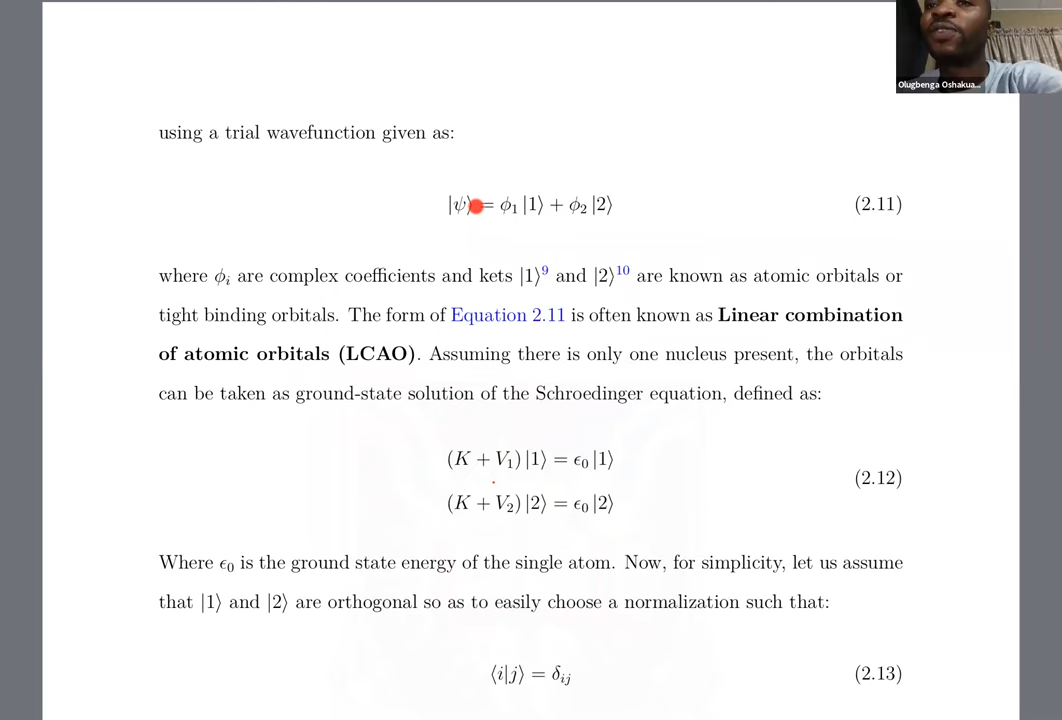 Olugbenga Oshakua...
using a trial wavefunction given as:
|ψ⟩ = ϕ₁ |1⟩ + ϕ₂ |2⟩ (2.11)
where ϕᵢ are complex coefficients and kets |1⟩⁹ and |2⟩¹⁰ are known as atomic orbitals or
tight binding orbitals. The form of Equation 2.11 is often known as Linear combination
of atomic orbitals (LCAO). Assuming there is only one nucleus present, the orbitals
can be taken as ground-state solution of the Schroedinger equation, defined as:
(K + V₁) |1⟩ = ϵ₀ |1⟩
(2.12)
(K + V₂) |2⟩ = ϵ₀ |2⟩
Where ϵ₀ is the ground state energy of the single atom. Now, for simplicity, let us assume
that |1⟩ and |2⟩ are orthogonal so as to easily choose a normalization such that:
⟨i|j⟩ = δᵢⱼ (2.13)